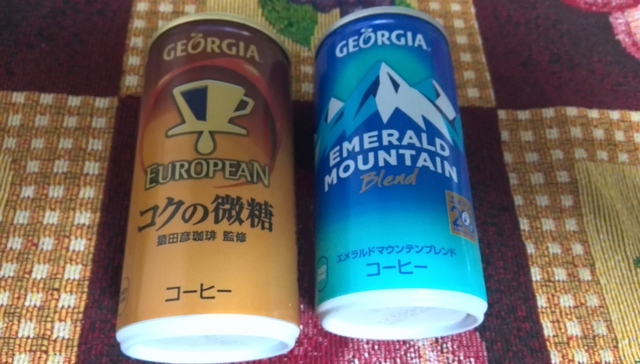 GEORGIA
EUROPEAN
コクの微糖
猿田彦珈琲 監修
コーヒー
GEORGIA
EMERALD
MOUNTAIN
Blend
エメラルドマウンテンブレンド
コーヒー